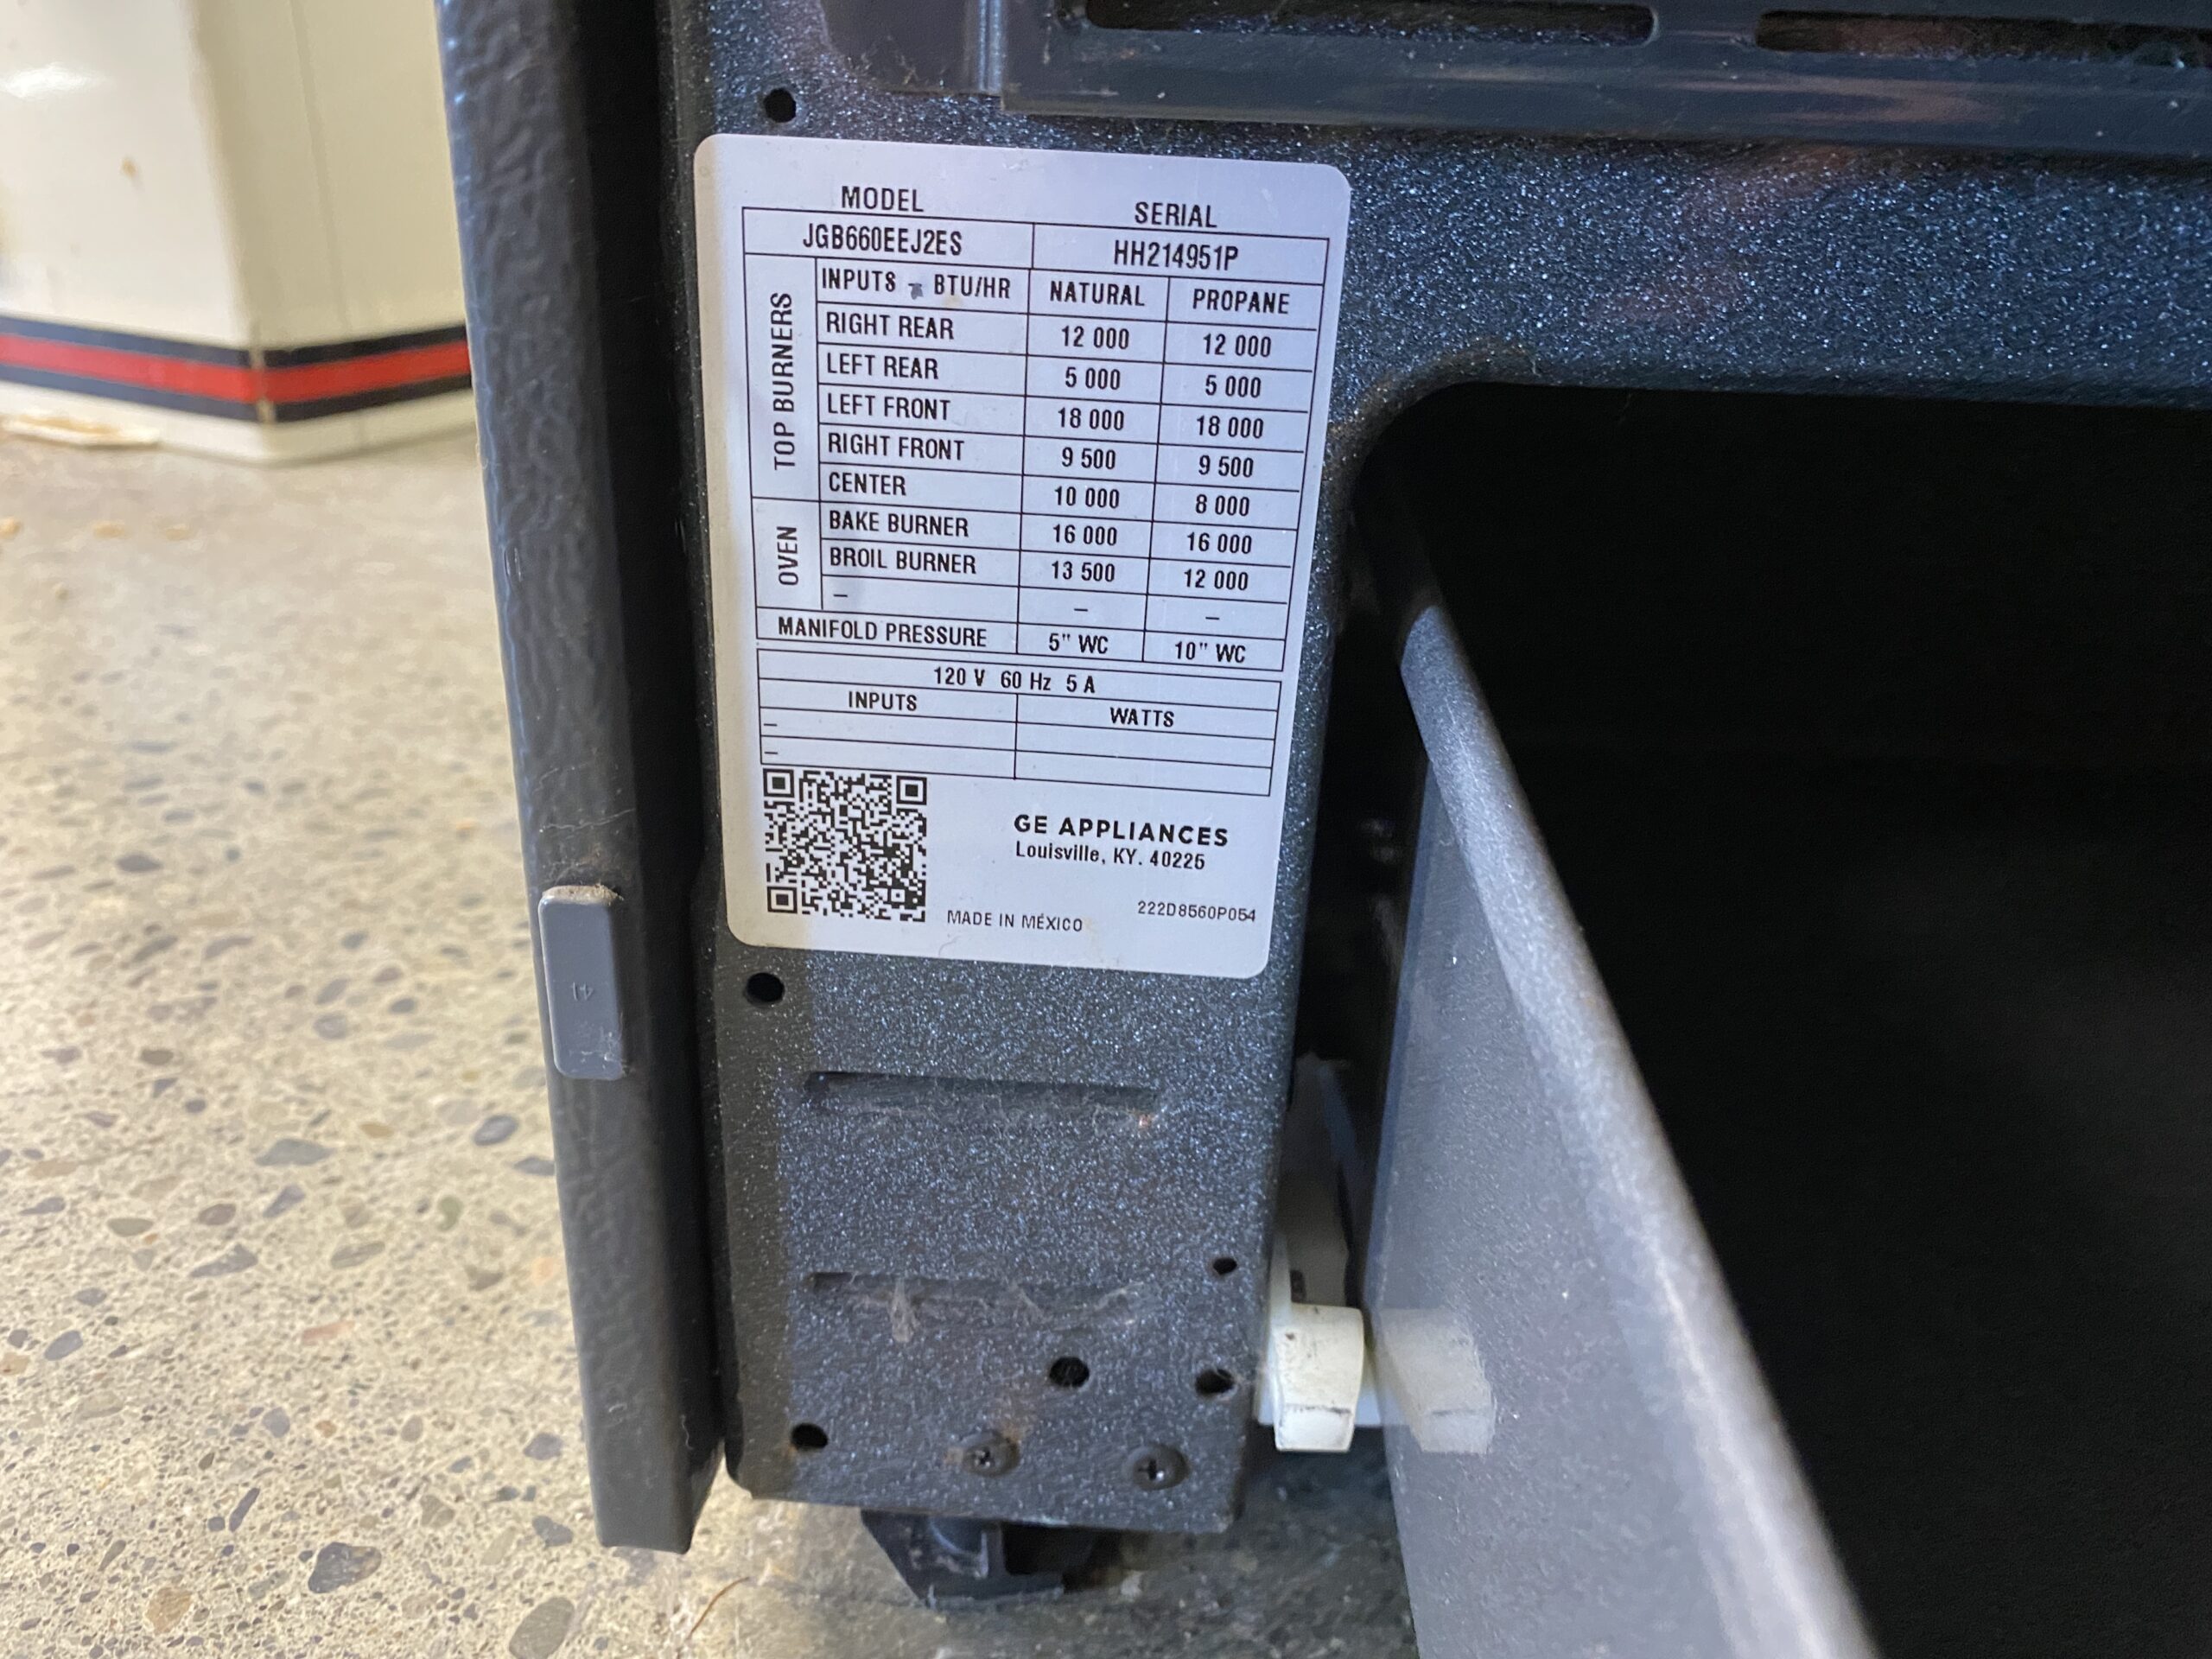 MODEL SERIAL
JGB660EEJ2ES HH214951P
TOP BURNERS
INPUTS - BTU/HR NATURAL PROPANE
RIGHT REAR 12 000 12 000
LEFT REAR 5 000 5 000
LEFT FRONT 18 000 18 000
RIGHT FRONT 9 500 9 500
CENTER 10 000 8 000
OVEN
BAKE BURNER 16 000 16 000
BROIL BURNER 13 500 12 000
– – –
MANIFOLD PRESSURE 5" WC 10" WC
120 V 60 Hz 5 A
INPUTS WATTS
–
–
GE APPLIANCES
Louisville, KY. 40225
MADE IN MÉXICO 222D8560P054